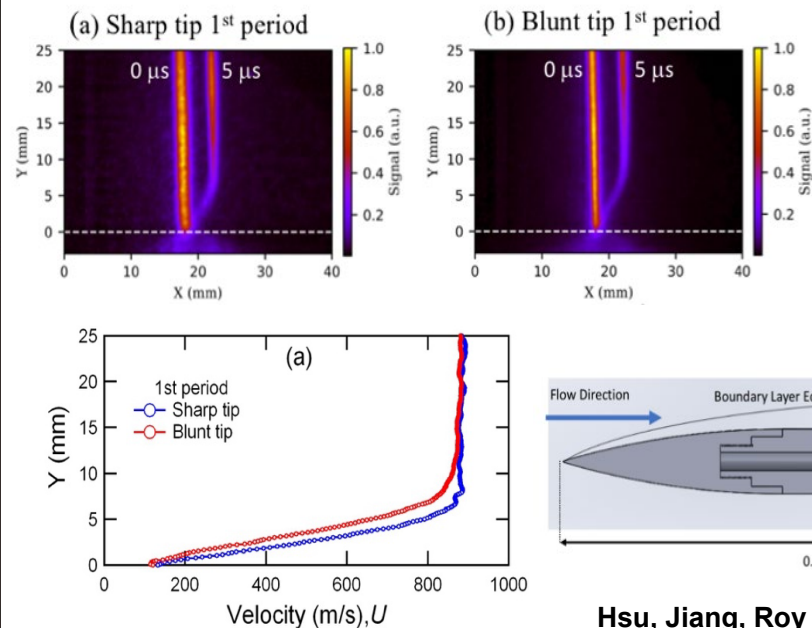 (a) Sharp tip 1st period
25
20
15
10
5
0
Y (mm)
0 μs
5 μs
0
10
20
30
40
X (mm)
1.0
0.8
0.6
0.4
0.2
Signal (a.u.)
(b) Blunt tip 1st period
25
20
15
10
5
0
Y (mm)
0 μs
5 μs
0
10
20
30
40
X (mm)
1.0
0.8
0.6
0.4
0.2
Signal (a.u.)
25
20
15
10
5
0
Y (mm)
(a)
1st period
Sharp tip
Blunt tip
0
200
400
600
800
1000
Velocity (m/s),U
Flow Direction
Boundary Layer
0.
Hsu, Jiang, Roy